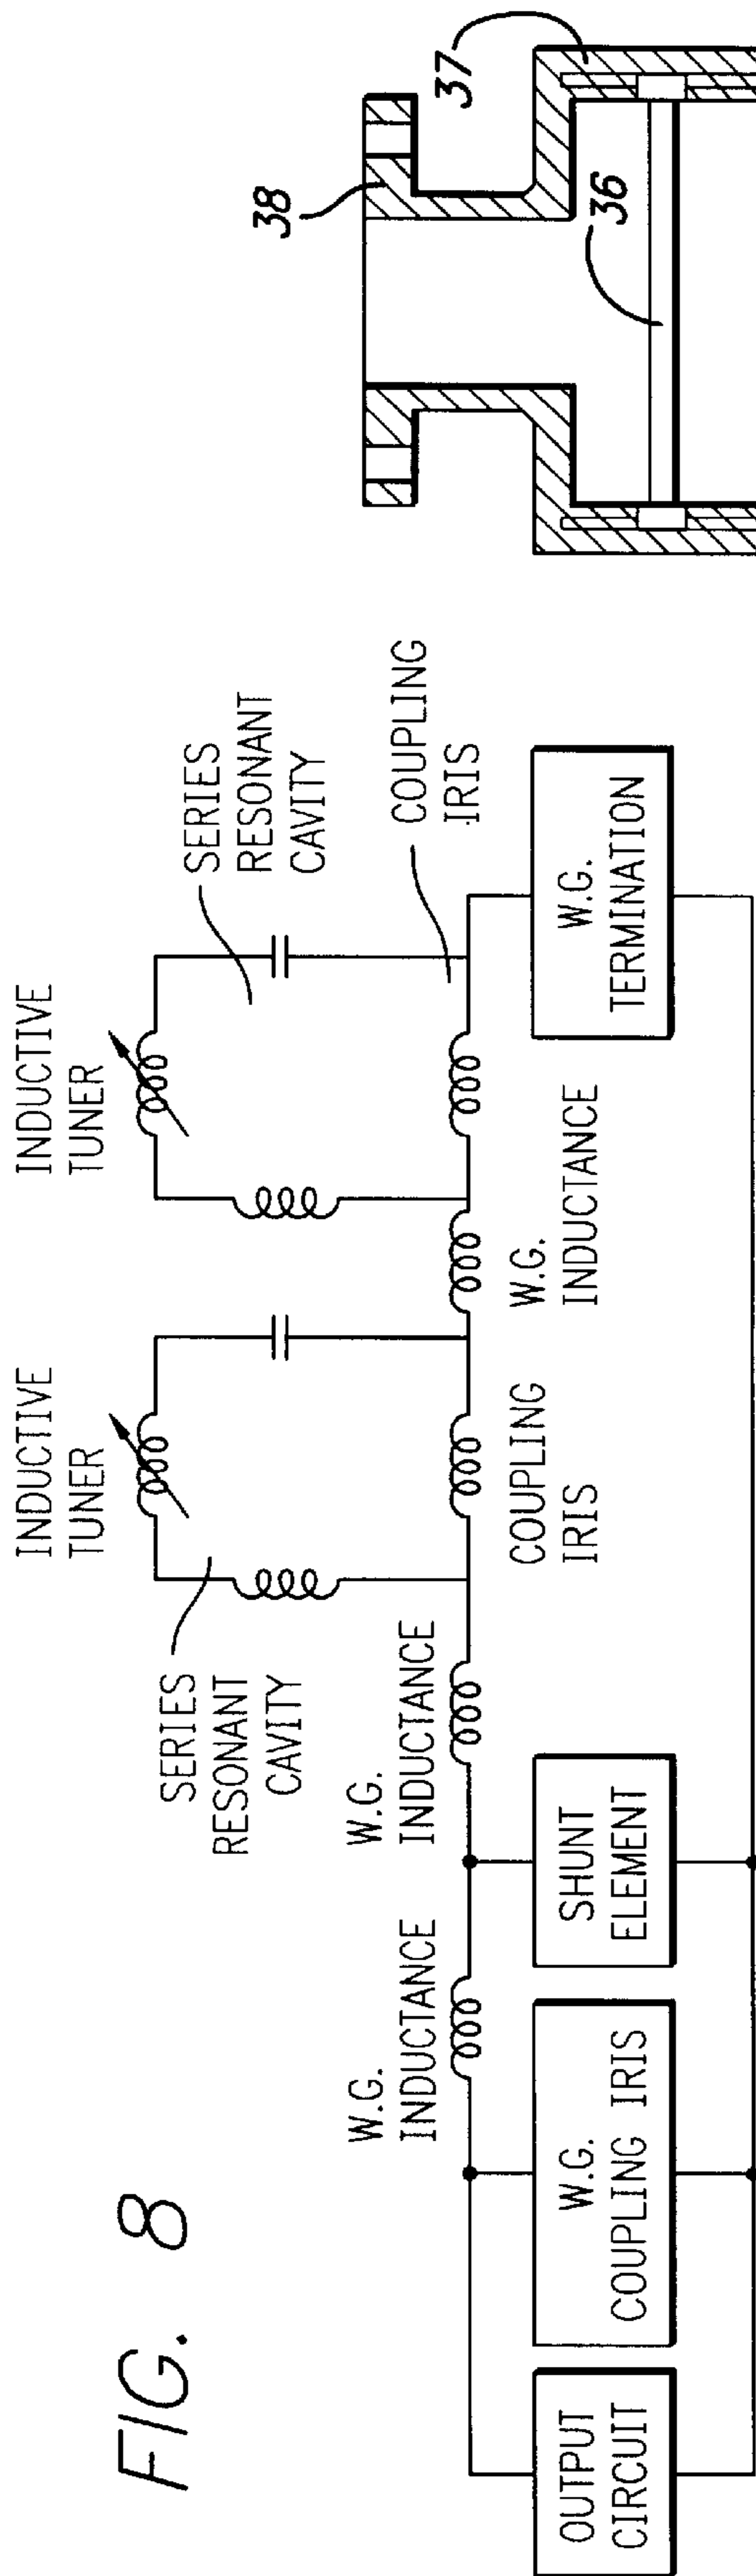 FIG. 8
INDUCTIVE
TUNER
INDUCTIVE
TUNER
SERIES
RESONANT
CAVITY
SERIES
RESONANT
CAVITY
W.G.
INDUCTANCE
W.G.
INDUCTANCE
COUPLING
IRIS
COUPLING
IRIS
W.G.
INDUCTANCE
OUTPUT
CIRCUIT
W.G.
COUPLING IRIS
SHUNT
ELEMENT
W.G.
TERMINATION
38
37
36